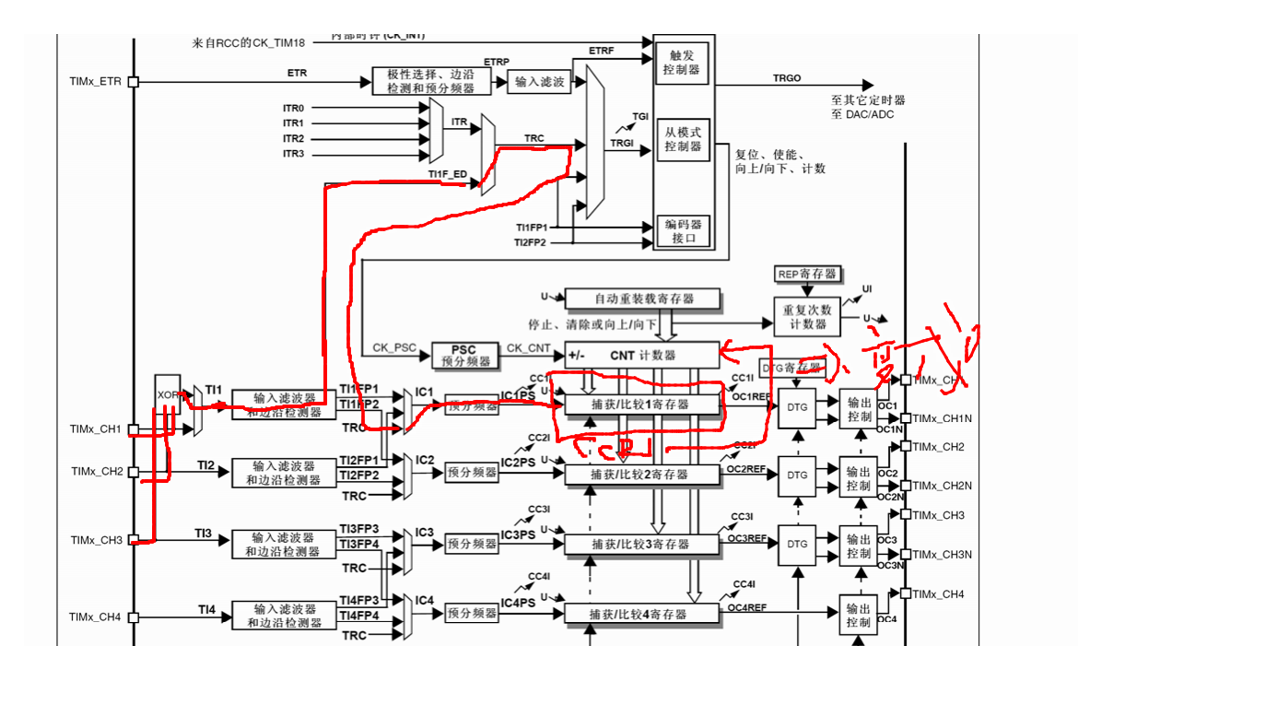 内部时钟 (CK_INT)
来自RCC的CK_TIM18
ETRF
触发
控制器
TRGO
至其它定时器
至 DAC/ADC
TIMx_ETR
ETR
极性选择、边沿
检测和预分频器
ETRP
输入滤波
ITR0
ITR1
ITR2
ITR3
ITR
TRC
TGI
TRGI
从模式
控制器
复位、使能、
向上/向下、计数
TI1F_ED
TI1FP1
TI2FP2
编码器
接口
REP寄存器
U
自动重装载寄存器
UI
重复次数
计数器
U
停止、清除或向上/向下
CK_PSC
PSC
预分频器
CK_CNT
+/-
CNT 计数器
DTG寄存器
XOR
TI1
输入滤波器
和边沿检测器
TI1FP1
TI1FP2
TRC
IC1
预分频器
IC1PS
CC1I
U
捕获/比较1寄存器
CC1I
OC1REF
DTG
输出
控制
OC1
OC1N
TIMx_CH1
TIMx_CH1N
TIMx_CH1
CCR1
TIMx_CH2
TI2
输入滤波器
和边沿检测器
TI2FP1
TI2FP2
TRC
IC2
预分频器
IC2PS
CC2I
U
捕获/比较2寄存器
CC2I
OC2REF
DTG
输出
控制
OC2
OC2N
TIMx_CH2
TIMx_CH2N
TIMx_CH3
TI3
输入滤波器
和边沿检测器
TI3FP3
TI3FP4
TRC
IC3
预分频器
IC3PS
CC3I
U
捕获/比较3寄存器
CC3I
OC3REF
DTG
输出
控制
OC3
OC3N
TIMx_CH3
TIMx_CH3N
TIMx_CH4
TI4
输入滤波器
和边沿检测器
TI4FP3
TI4FP4
TRC
IC4
预分频器
IC4PS
CC4I
U
捕获/比较4寄存器
CC4I
OC4REF
输出
控制
OC4
TIMx_CH4